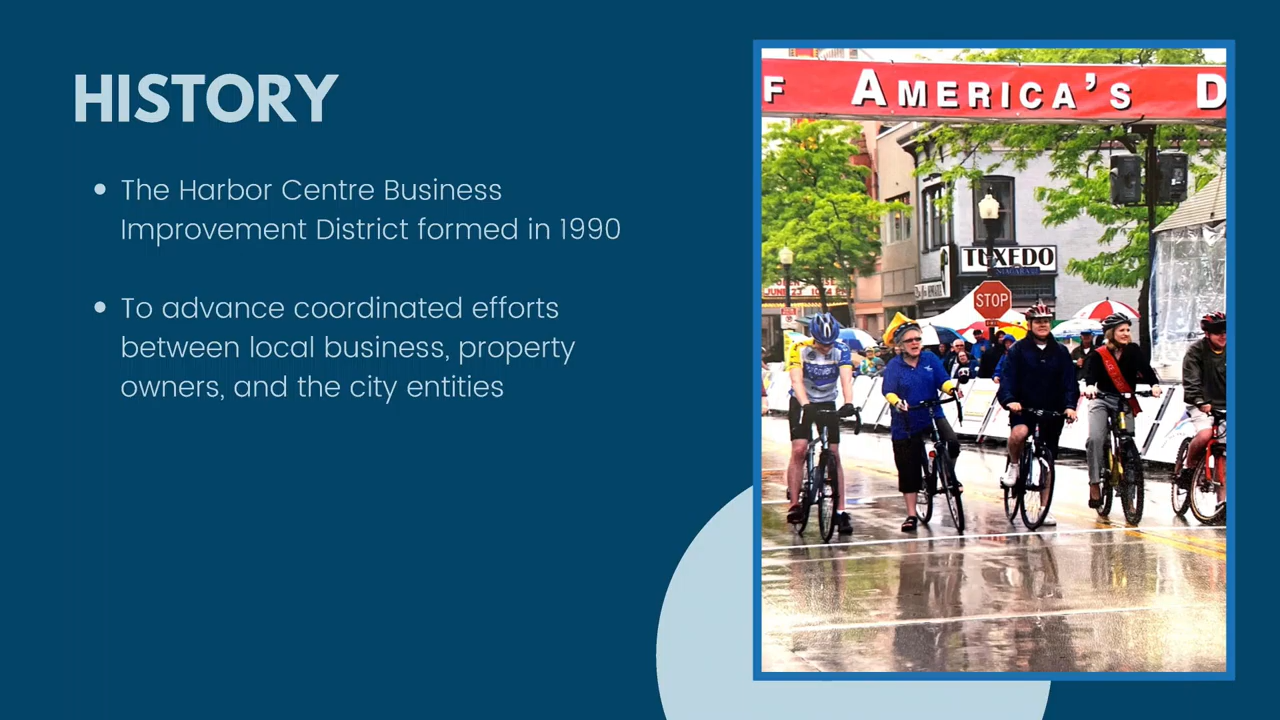 HISTORY
The Harbor Centre Business
Improvement District formed in 1990
To advance coordinated efforts
between local business, property
owners, and the city entities
F AMERICA'S D
TUXEDO
STOP